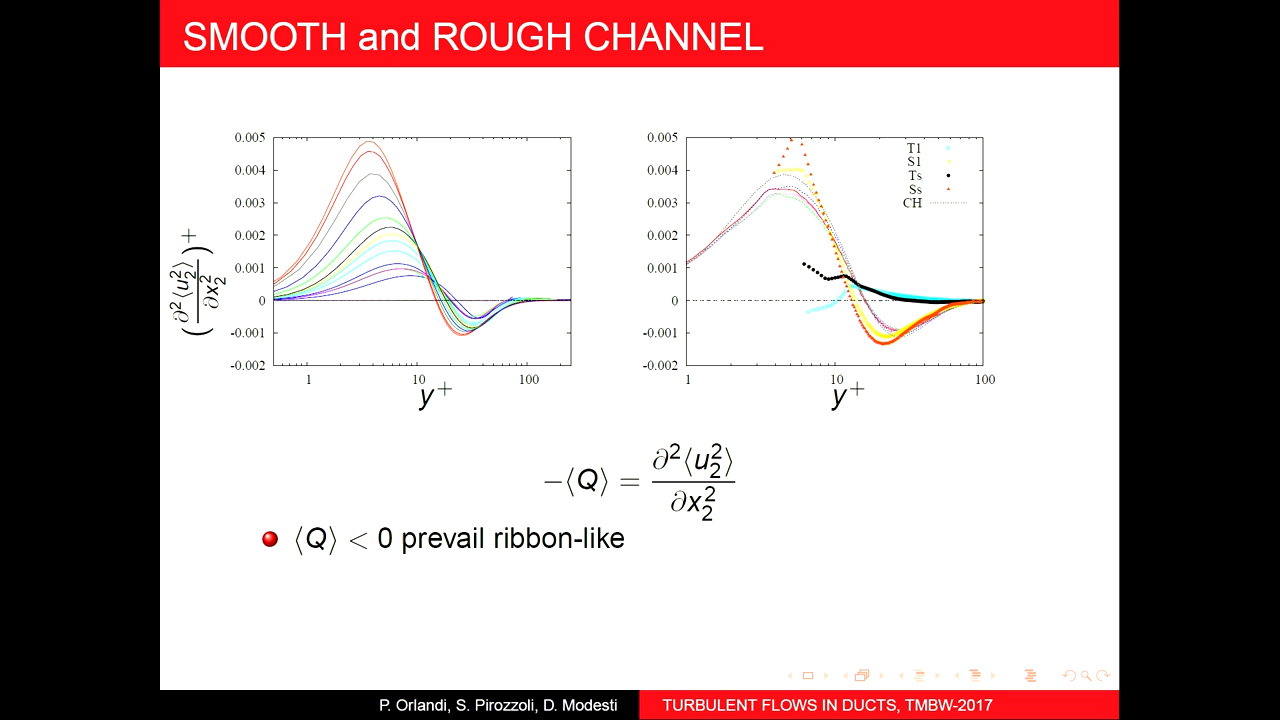 SMOOTH and ROUGH CHANNEL
(∂²⟨u₂²⟩/∂x₂²)⁺
0.005
0.004
0.003
0.002
0.001
0
-0.001
-0.002
1 10 100
y⁺
0.005
0.004
0.003
0.002
0.001
0
-0.001
-0.002
T1
S1
Ts
Ss
CH
1 10 100
y⁺
−⟨Q⟩ = ∂²⟨u₂²⟩/∂x₂²
⟨Q⟩ < 0 prevail ribbon-like
P. Orlandi, S. Pirozzoli, D. Modesti TURBULENT FLOWS IN DUCTS, TMBW-2017